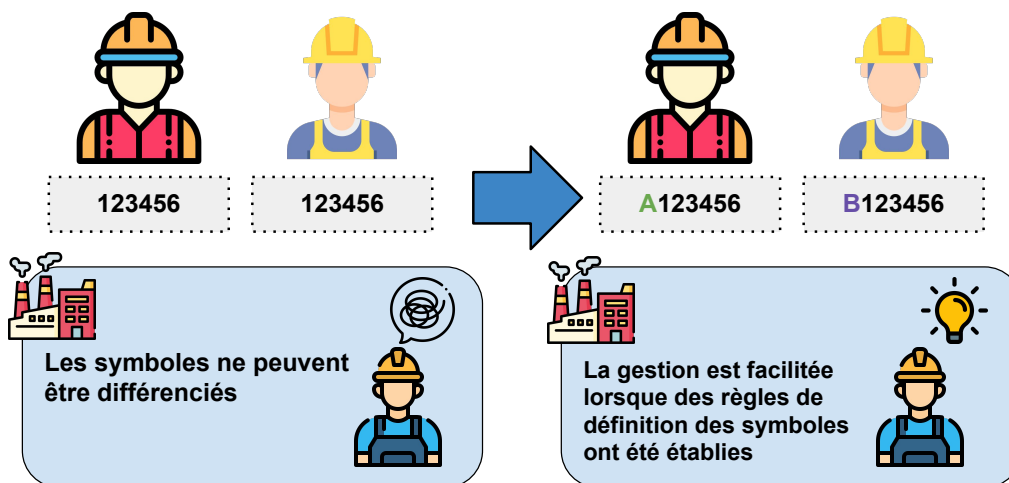 123456
123456
A123456
B123456
Les symboles ne peuvent
être différenciés
La gestion est facilitée
lorsque des règles de
définition des symboles
ont été établies